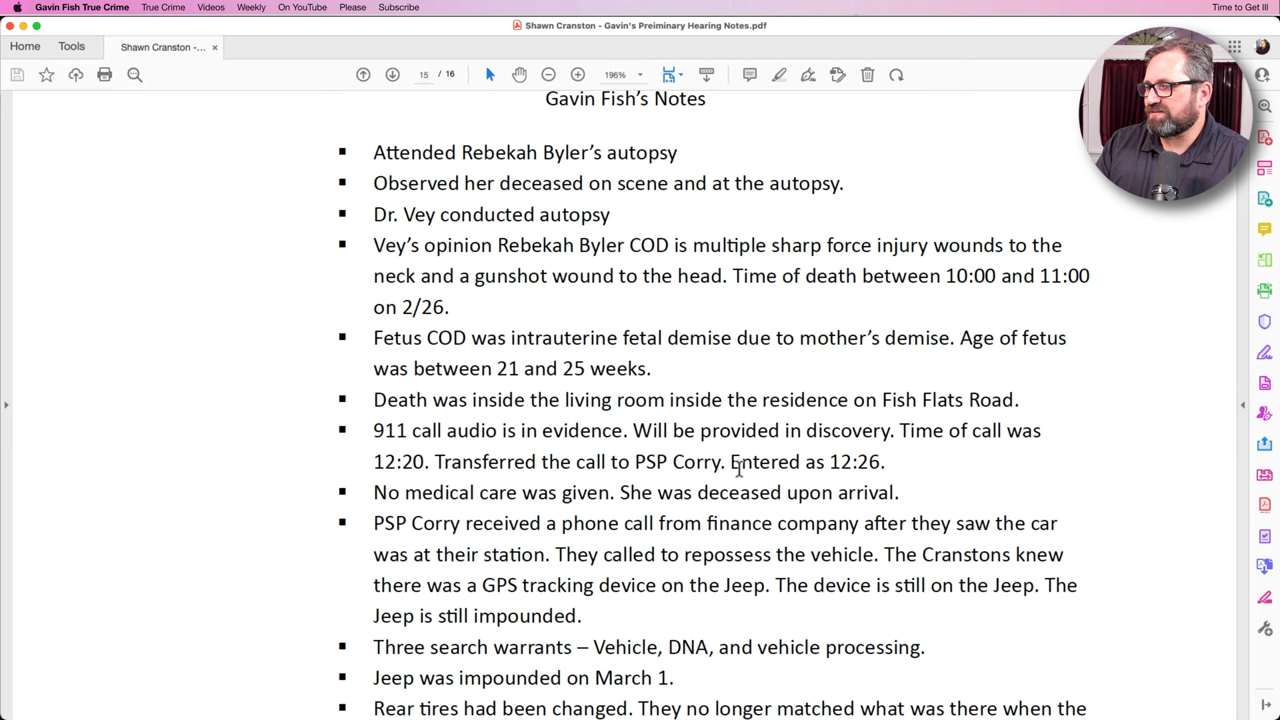 Gavin Fish True Crime True Crime Videos Weekly On YouTube Please Subscribe Time to Get Ill
Shawn Cranston - Gavin's Preiminary Hearing Notes.pdf
Home Tools Shawn Cranston -... ×
15 / 16 196%
Gavin Fish's Notes
▪ Attended Rebekah Byler's autopsy
▪ Observed her deceased on scene and at the autopsy.
▪ Dr. Vey conducted autopsy
▪ Vey's opinion Rebekah Byler COD is multiple sharp force injury wounds to the
neck and a gunshot wound to the head. Time of death between 10:00 and 11:00
on 2/26.
▪ Fetus COD was intrauterine fetal demise due to mother's demise. Age of fetus
was between 21 and 25 weeks.
▪ Death was inside the living room inside the residence on Fish Flats Road.
▪ 911 call audio is in evidence. Will be provided in discovery. Time of call was
12:20. Transferred the call to PSP Corry. Entered as 12:26.
▪ No medical care was given. She was deceased upon arrival.
▪ PSP Corry received a phone call from finance company after they saw the car
was at their station. They called to repossess the vehicle. The Cranstons knew
there was a GPS tracking device on the Jeep. The device is still on the Jeep. The
Jeep is still impounded.
▪ Three search warrants – Vehicle, DNA, and vehicle processing.
▪ Jeep was impounded on March 1.
▪ Rear tires had been changed. They no longer matched what was there when the